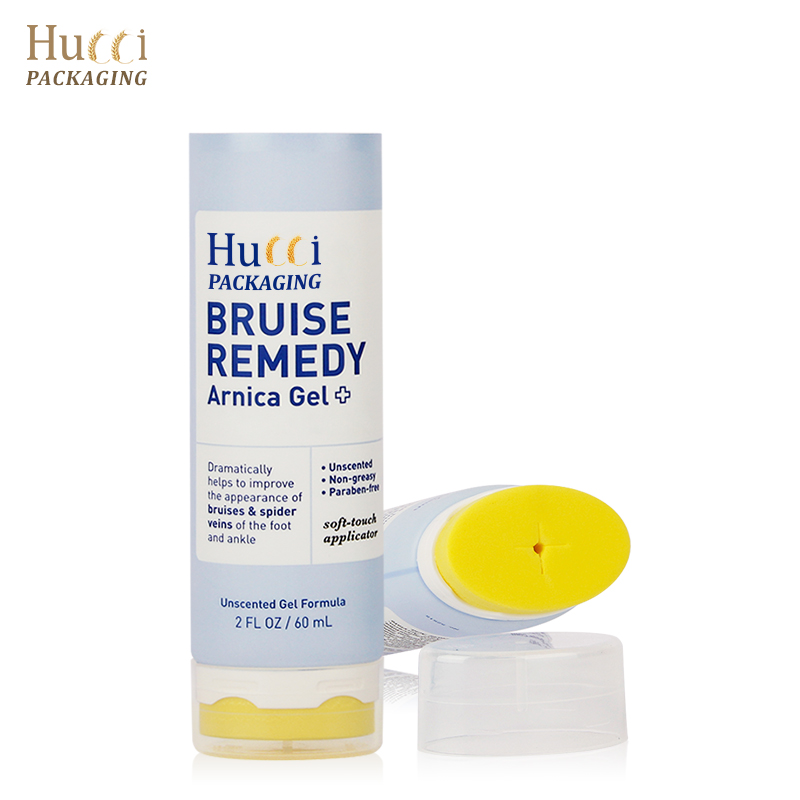 Hucci
PACKAGING
Hucci
PACKAGING
BRUISE
REMEDY
Arnica Gel
Dramatically
helps to improve
the appearance of
bruises & spider
veins of the foot
and ankle
• Unscented
• Non-greasy
• Paraben-free
soft-touch
applicator
Unscented Gel Formula
2 FL OZ / 60 mL